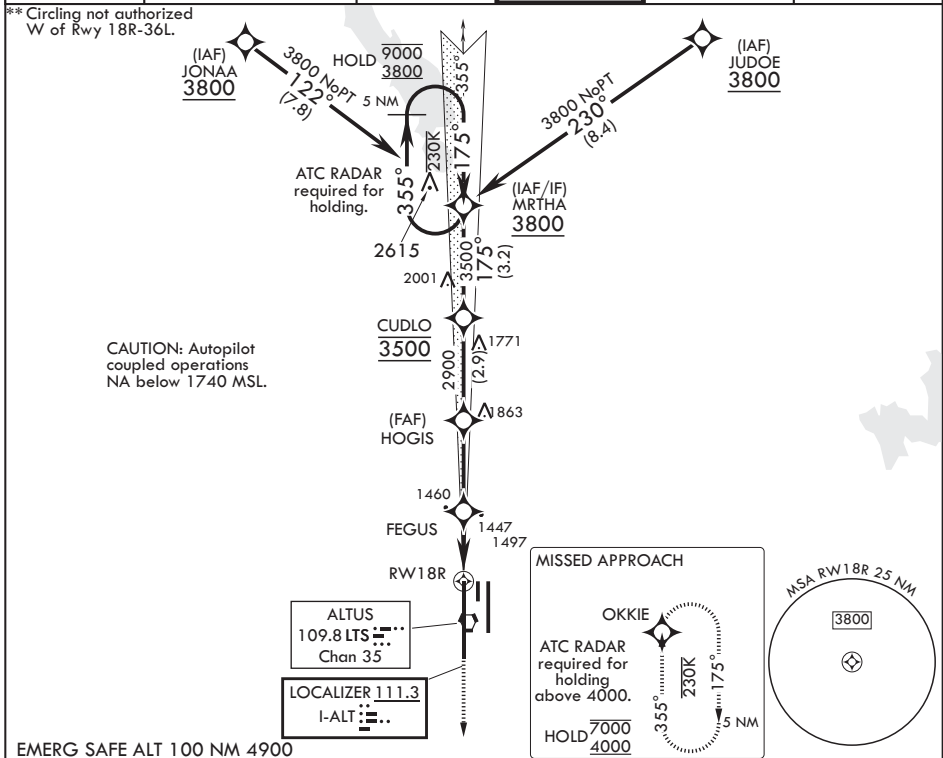 ** Circling not authorized
W of Rwy 18R-36L.
(IAF)
JONAA
3800
3800 NoPT
122°
(7.8)
HOLD 9000
3800
5 NM
355°
175°
230K
355°
ATC RADAR
required for
holding.
2615
(IAF)
JUDOE
3800
3800 NoPT
230°
(8.4)
(IAF/IF)
MRTHA
3800
3500
175°
(3.2)
2001
CUDLO
3500
1771
2900
(2.9)
CAUTION: Autopilot
coupled operations
NA below 1740 MSL.
(FAF)
HOGIS
1863
1460
FEGUS
1447
1497
RW18R
ALTUS
109.8 LTS
Chan 35
LOCALIZER 111.3
I-ALT
MISSED APPROACH
OKKIE
ATC RADAR
required for
holding
above 4000.
HOLD 7000
4000
355°
230K
175°
5 NM
MSA RW18R 25 NM
3800
EMERG SAFE ALT 100 NM 4900